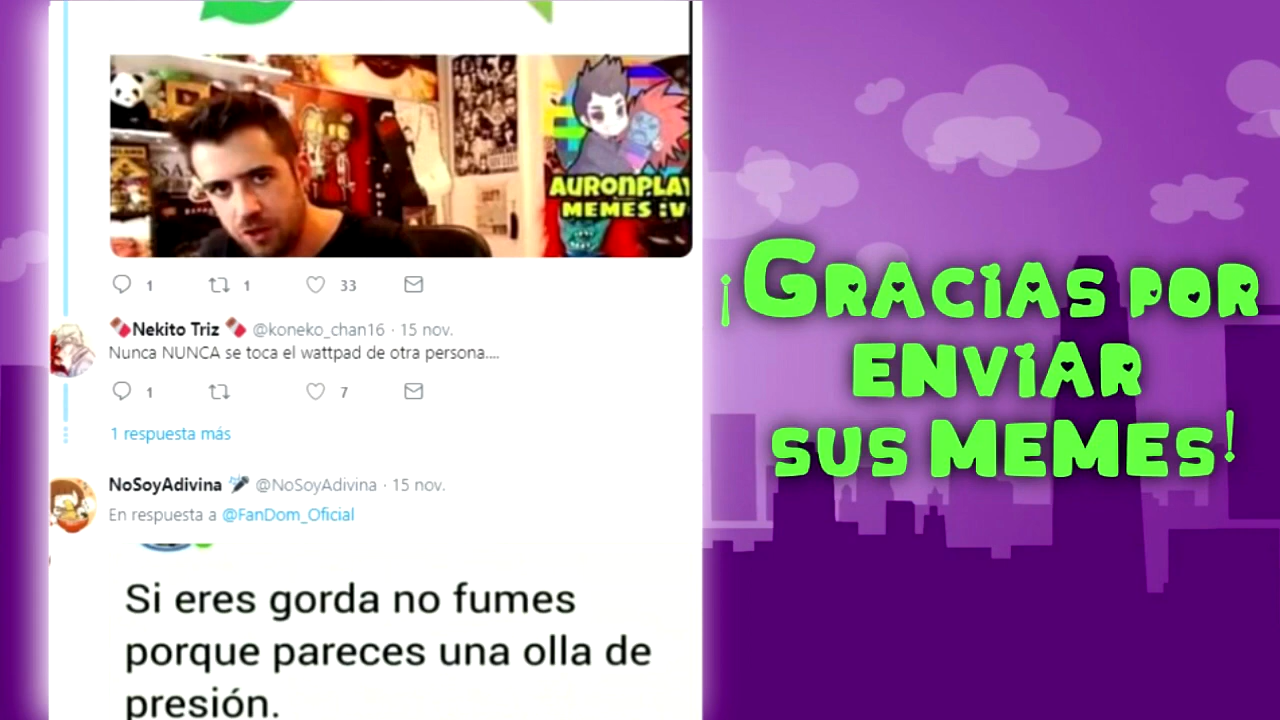 AURONPLAY
MEMES :V
1
1
33
Nekito Triz @koneko_chan16 · 15 nov.
Nunca NUNCA se toca el wattpad de otra persona....
1
7
1 respuesta más
NoSoyAdivina @NoSoyAdivina · 15 nov.
En respuesta a @FanDom_Oficial
Si eres gorda no fumes
porque pareces una olla de
presión.
¡Gracias por
enviar
sus memes!